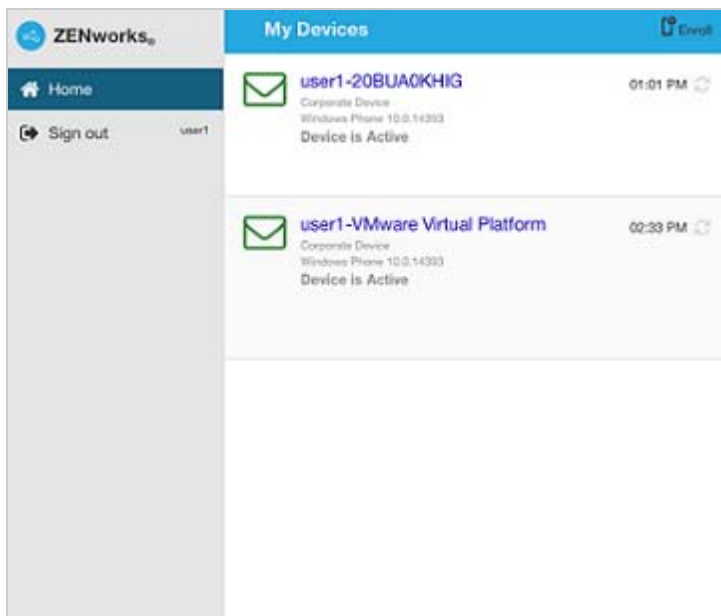 ZENworks®
My Devices
Enroll
Home
Sign out
user1
user1-20BUA0KHIG
01:01 PM
Corporate Device
Windows Phone 10.0.14393
Device is Active
user1-VMware Virtual Platform
02:33 PM
Corporate Device
Windows Phone 10.0.14393
Device is Active